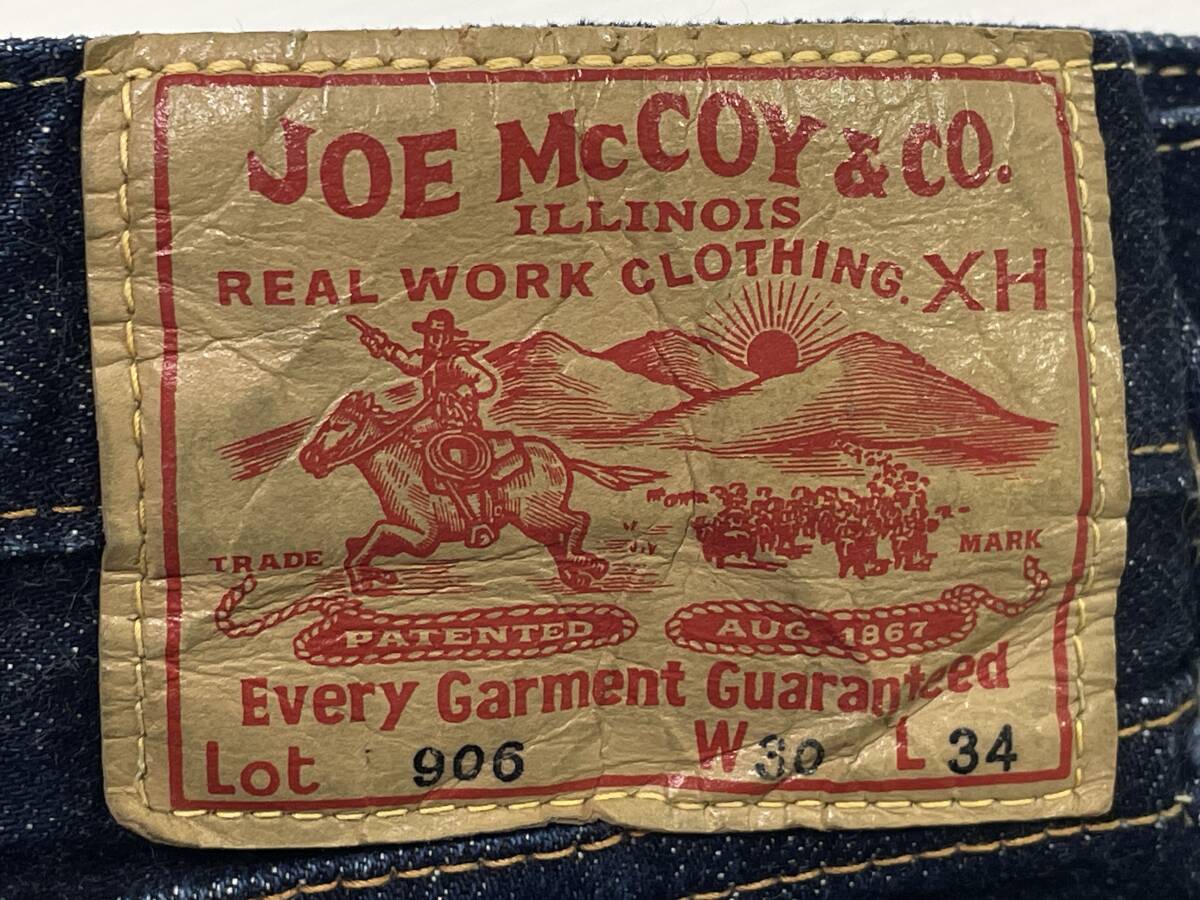 JOE McCOY & CO.
ILLINOIS
REAL WORK CLOTHING. XH
TRADE MARK
PATENTED AUG 1867
Every Garment Guaranteed
Lot 906 W 30 L 34